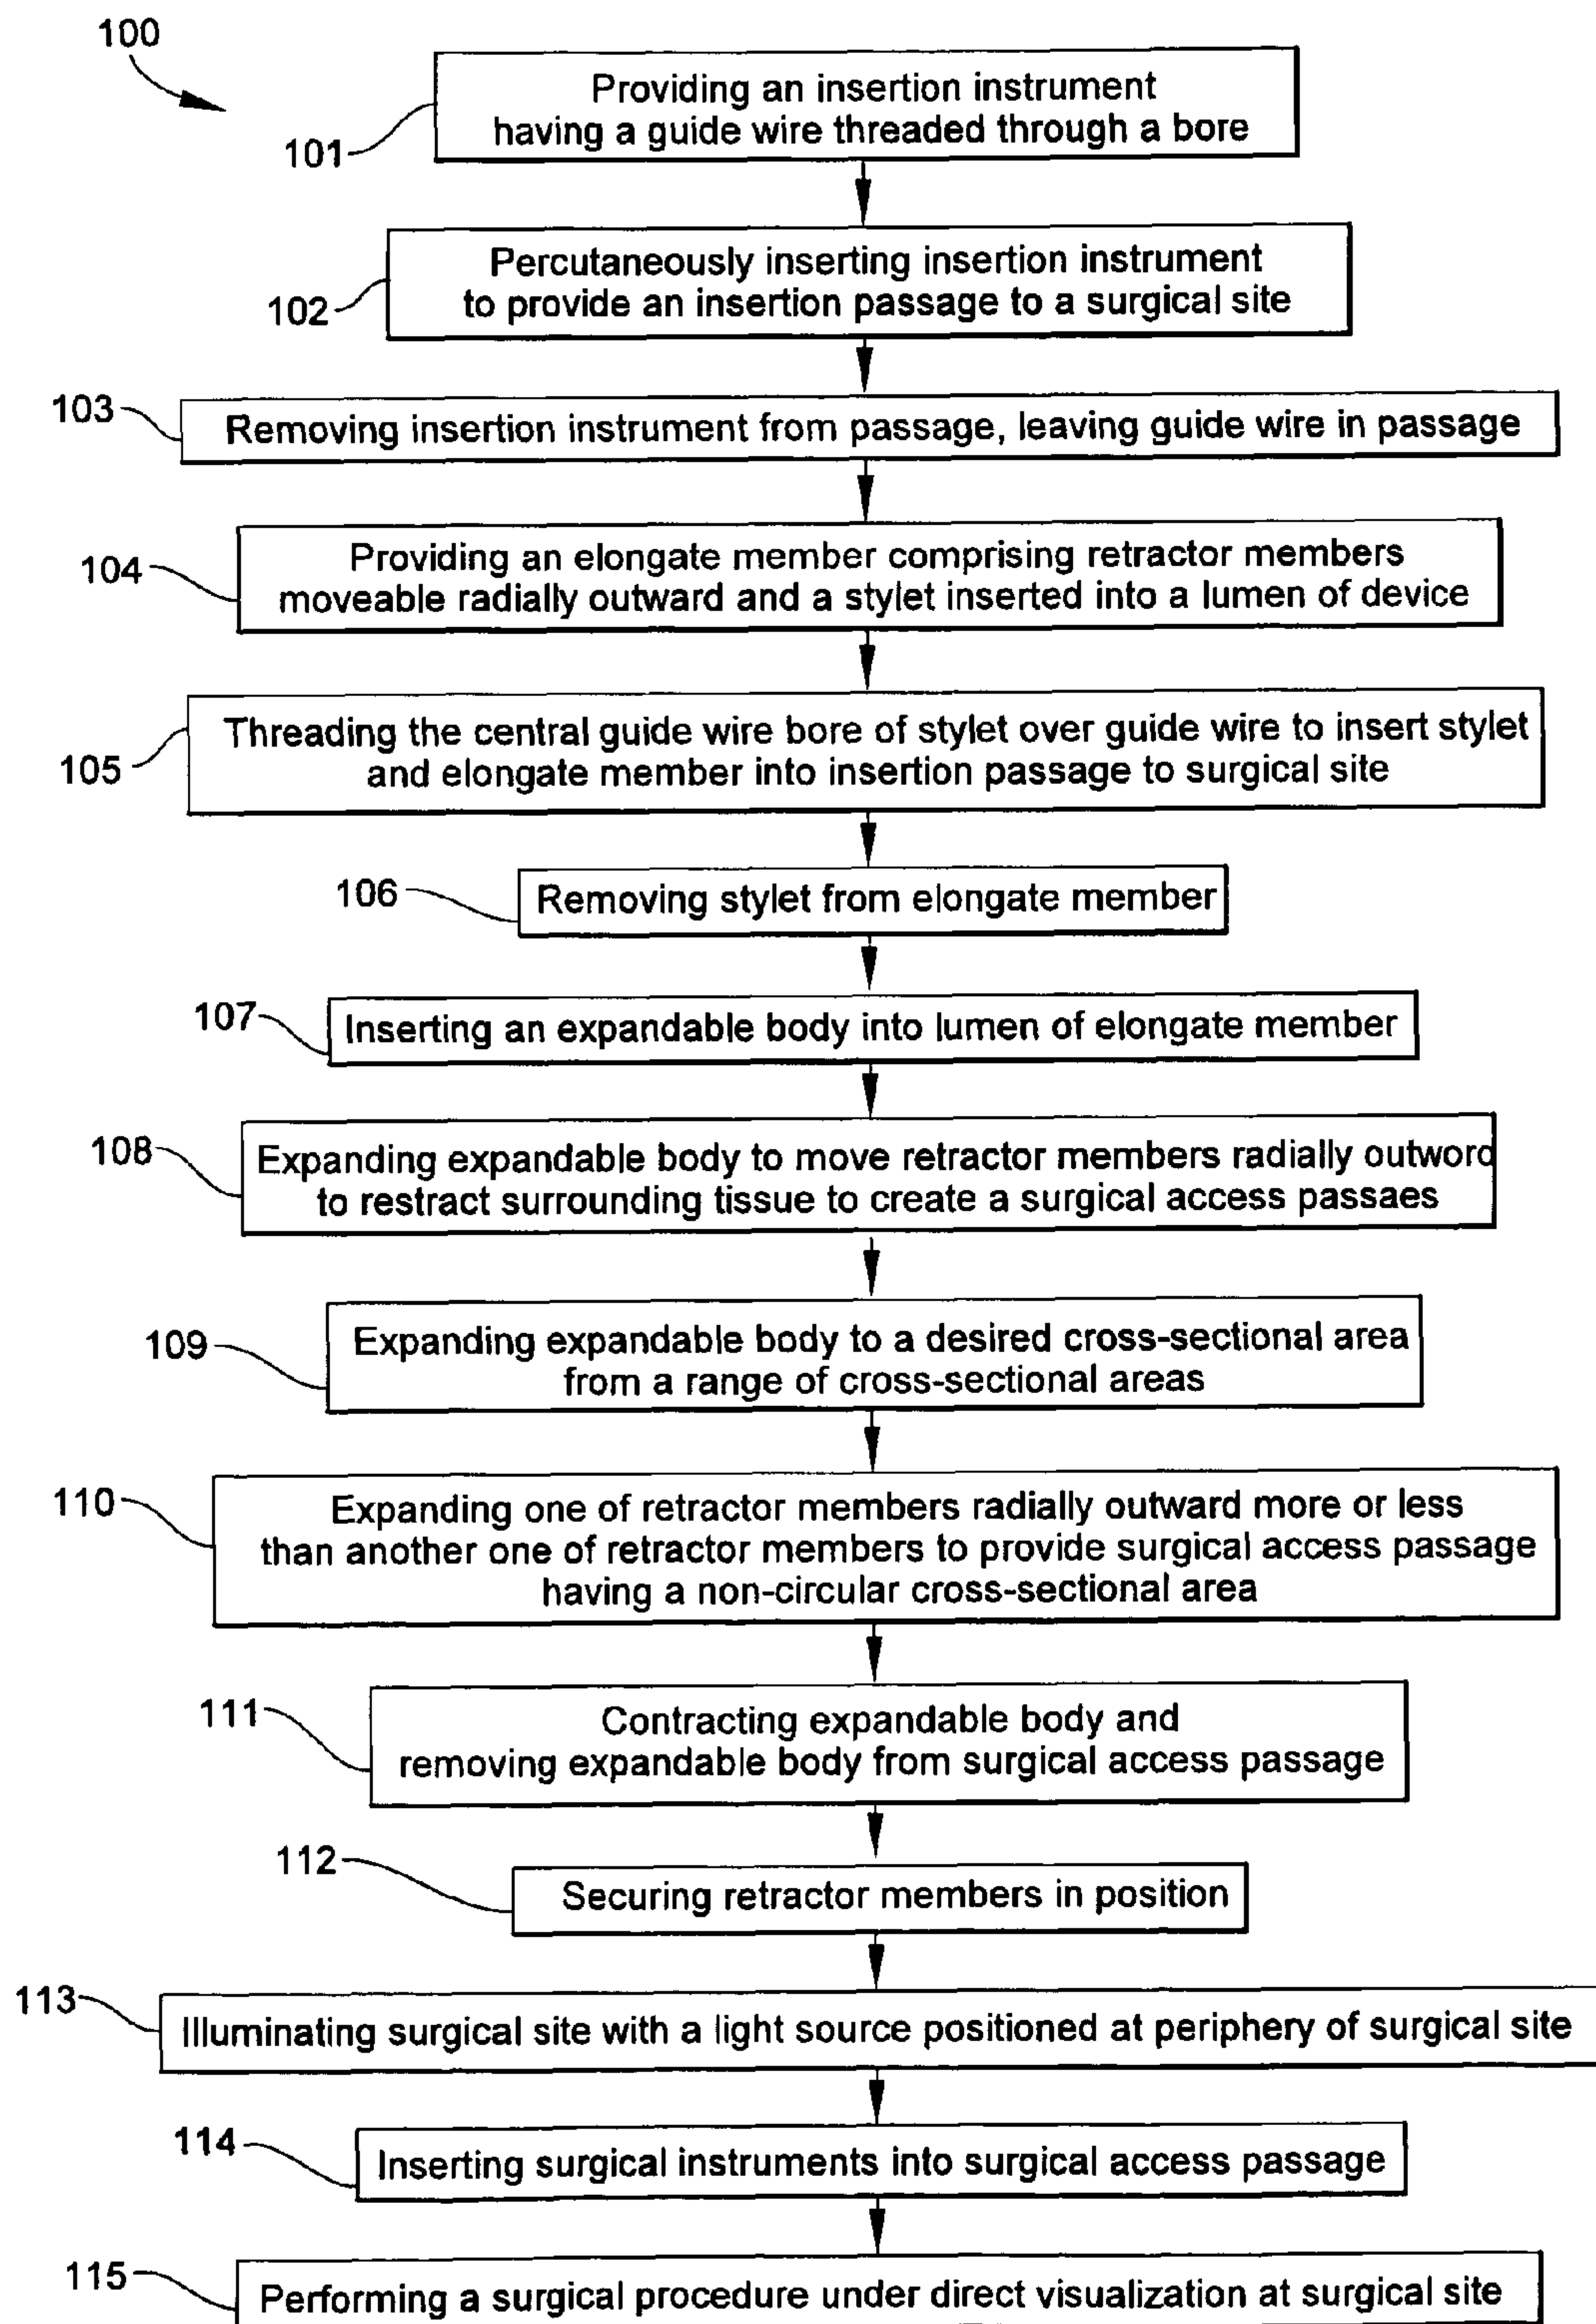 100
101
Providing an insertion instrument
having a guide wire threaded through a bore
102
Percutaneously inserting insertion instrument
to provide an insertion passage to a surgical site
103
Removing insertion instrument from passage, leaving guide wire in passage
104
Providing an elongate member comprising retractor members
moveable radially outward and a stylet inserted into a lumen of device
105
Threading the central guide wire bore of stylet over guide wire to insert stylet
and elongate member into insertion passage to surgical site
106
Removing stylet from elongate member
107
Inserting an expandable body into lumen of elongate member
108
Expanding expandable body to move retractor members radially outword
to restract surrounding tissue to create a surgical access passaes
109
Expanding expandable body to a desired cross-sectional area
from a range of cross-sectional areas
110
Expanding one of retractor members radially outward more or less
than another one of retractor members to provide surgical access passage
having a non-circular cross-sectional area
111
Contracting expandable body and
removing expandable body from surgical access passage
112
Securing retractor members in position
113
Illuminating surgical site with a light source positioned at periphery of surgical site
114
Inserting surgical instruments into surgical access passage
115
Performing a surgical procedure under direct visualization at surgical site